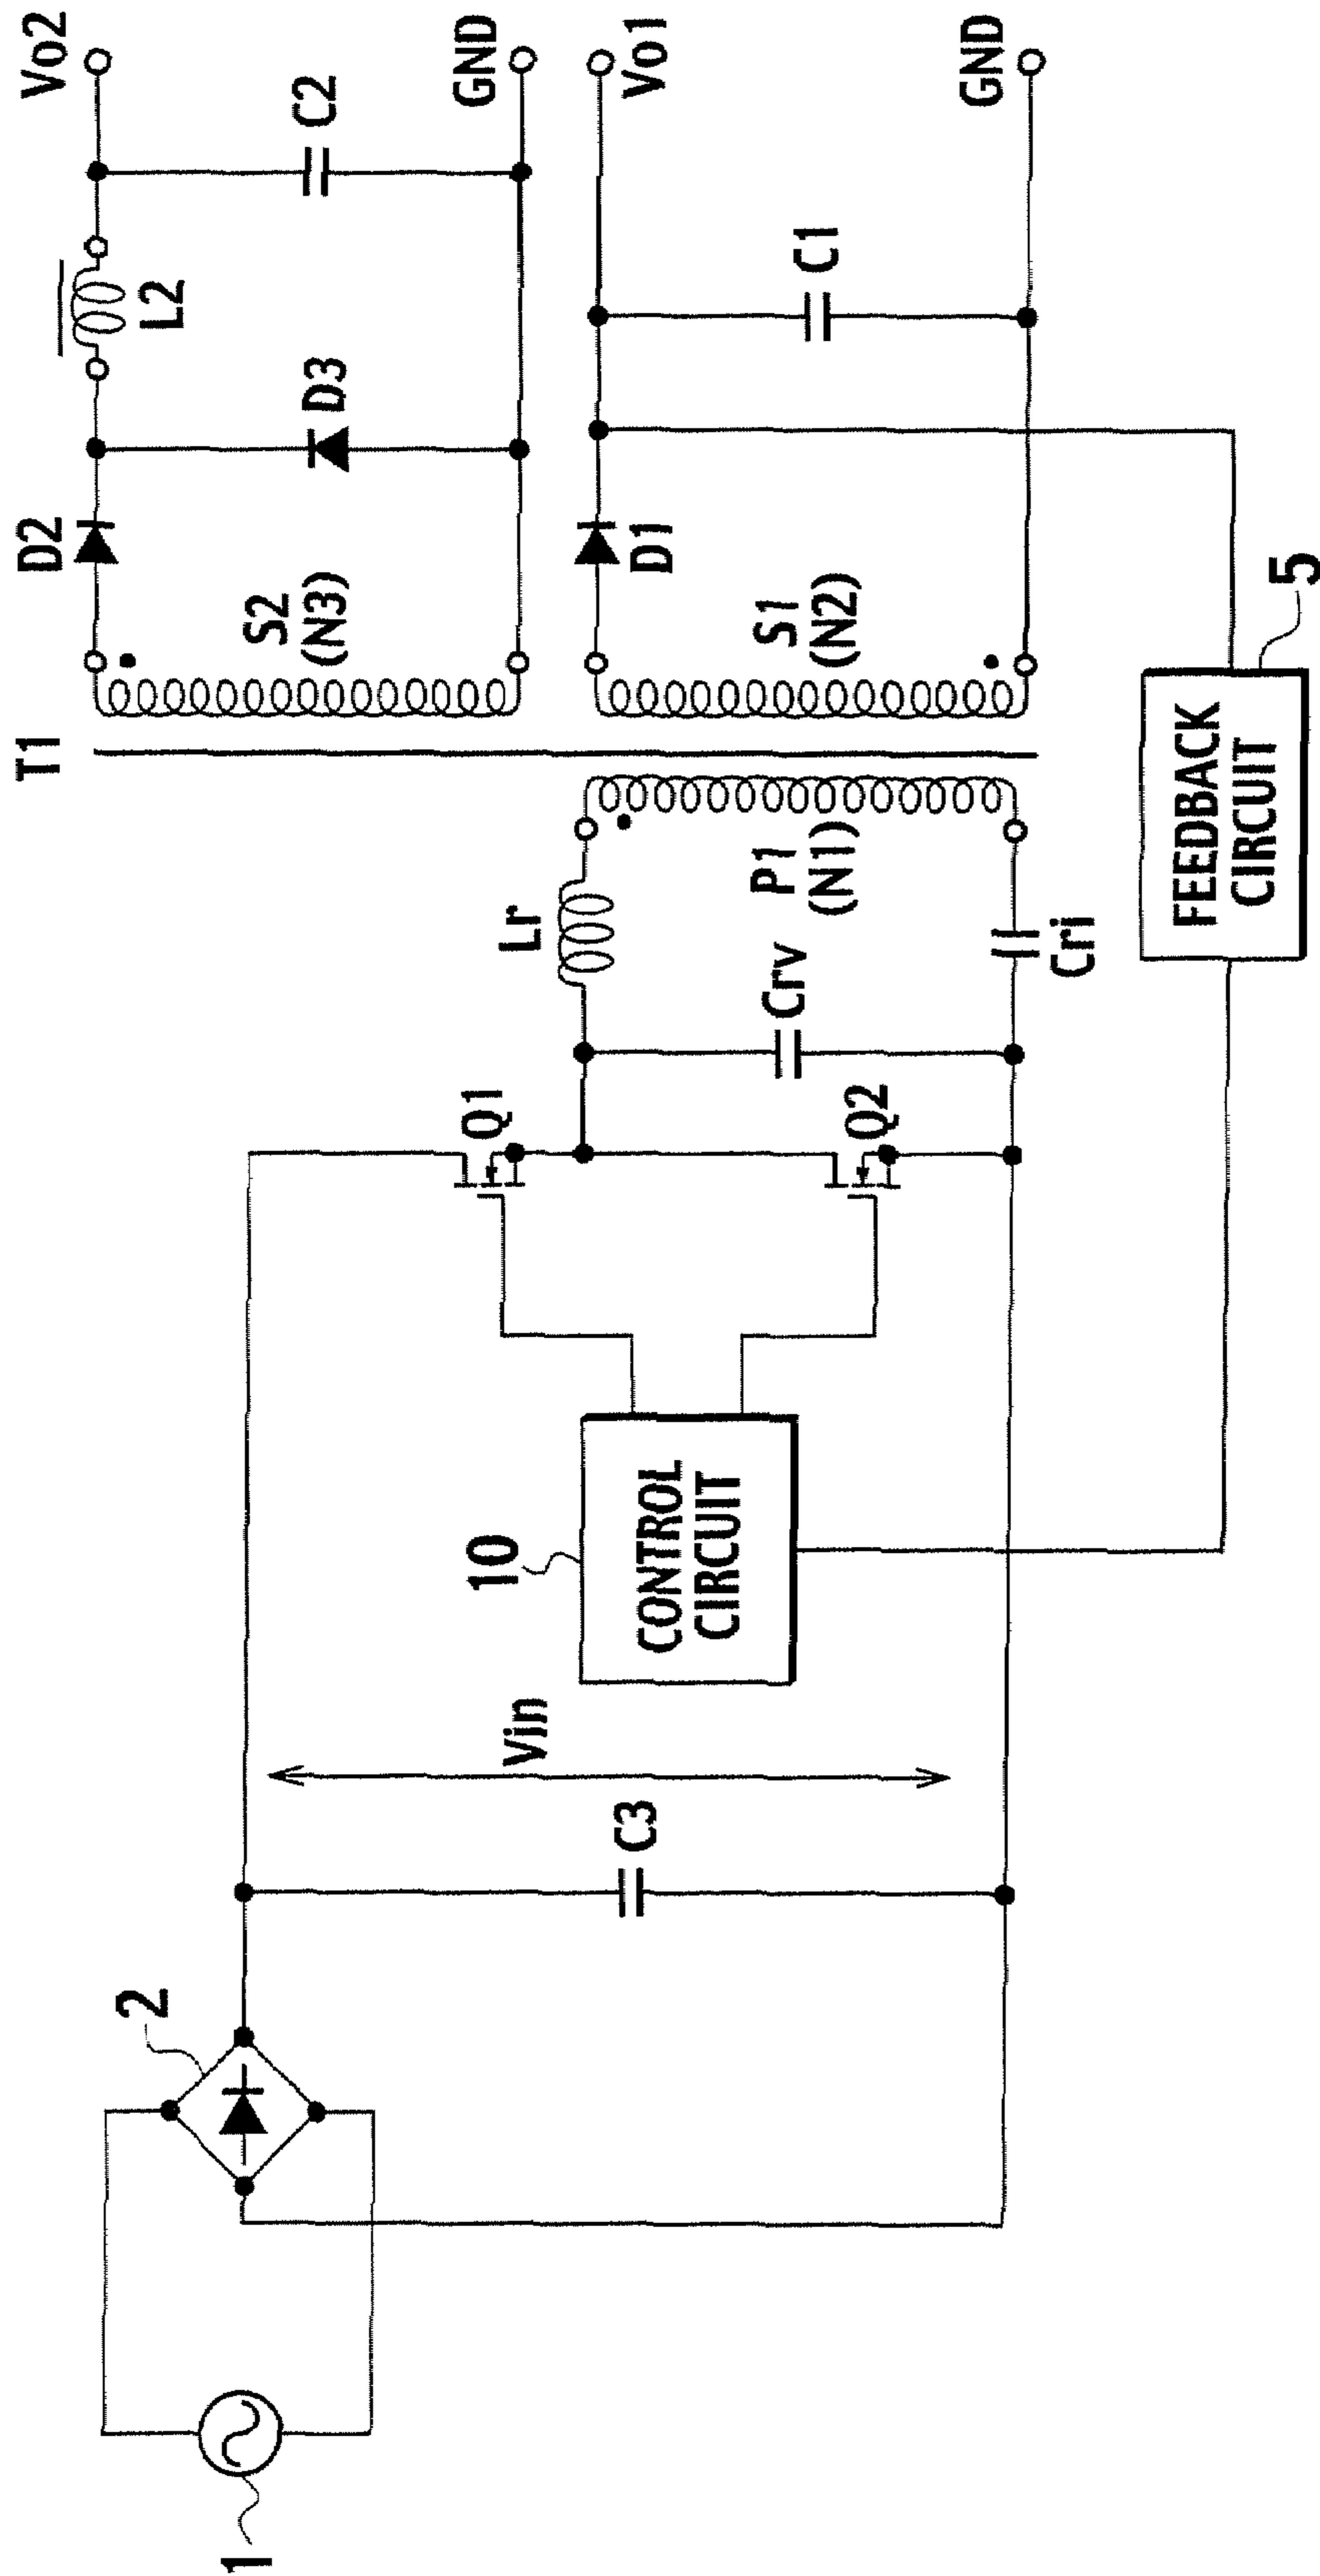 1
2
C3
Vin
10
CONTROL
CIRCUIT
Q1
Q2
Lr
Crv
Cri
P1
(N1)
T1
S2
(N3)
S1
(N2)
D2
D3
L2
C2
Vo2
GND
D1
C1
Vo1
GND
FEEDBACK
CIRCUIT
5